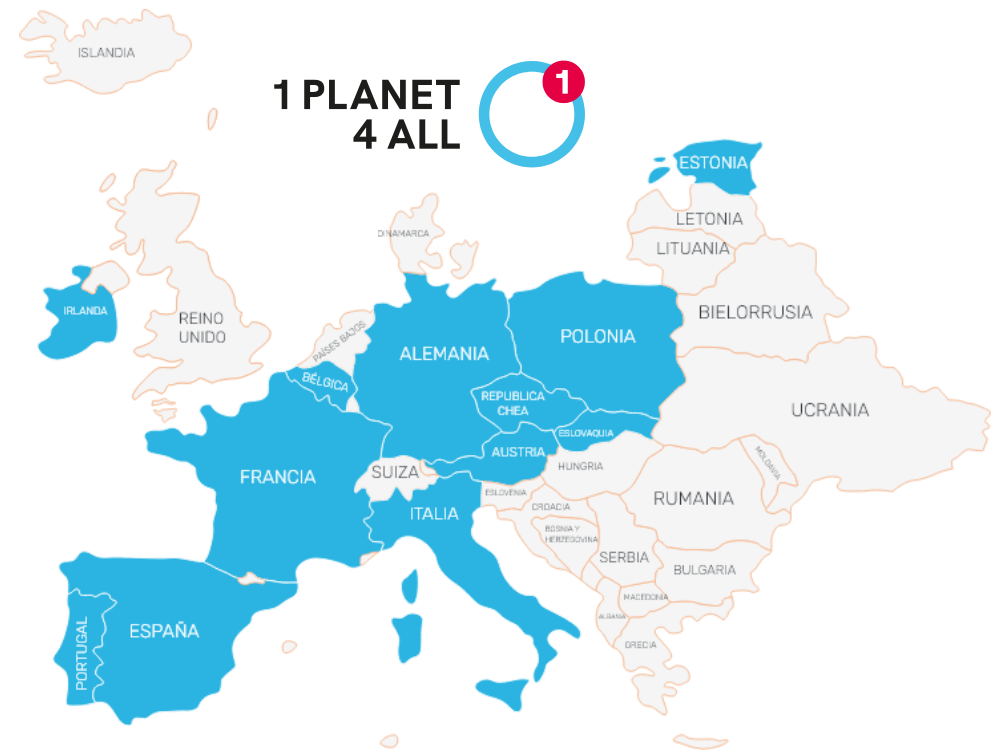 ISLANDIA
1 PLANET
4 ALL
1
ESTONIA
LETONIA
DINAMARCA
LITUANIA
IRLANDA
REINO
UNIDO
PAÍSES BAJOS
BIELORRUSIA
POLONIA
ALEMANIA
BÉLGICA
REPUBLICA
CHEA
UCRANIA
ESLOVAQUIA
AUSTRIA
HUNGRIA
MOLDAVIA
SUIZA
FRANCIA
ESLOVENIA
RUMANIA
CROACIA
ITALIA
BOSNIA Y
HERZEGOVINA
SERBIA
BULGARIA
MACEDONIA
ALBANIA
ESPAÑA
PORTUGAL
GRECIA